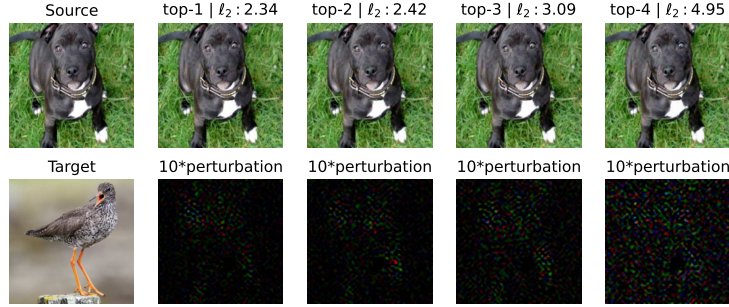 Source
top-1 | ℓ₂ : 2.34
top-2 | ℓ₂ : 2.42
top-3 | ℓ₂ : 3.09
top-4 | ℓ₂ : 4.95
Target
10*perturbation
10*perturbation
10*perturbation
10*perturbation